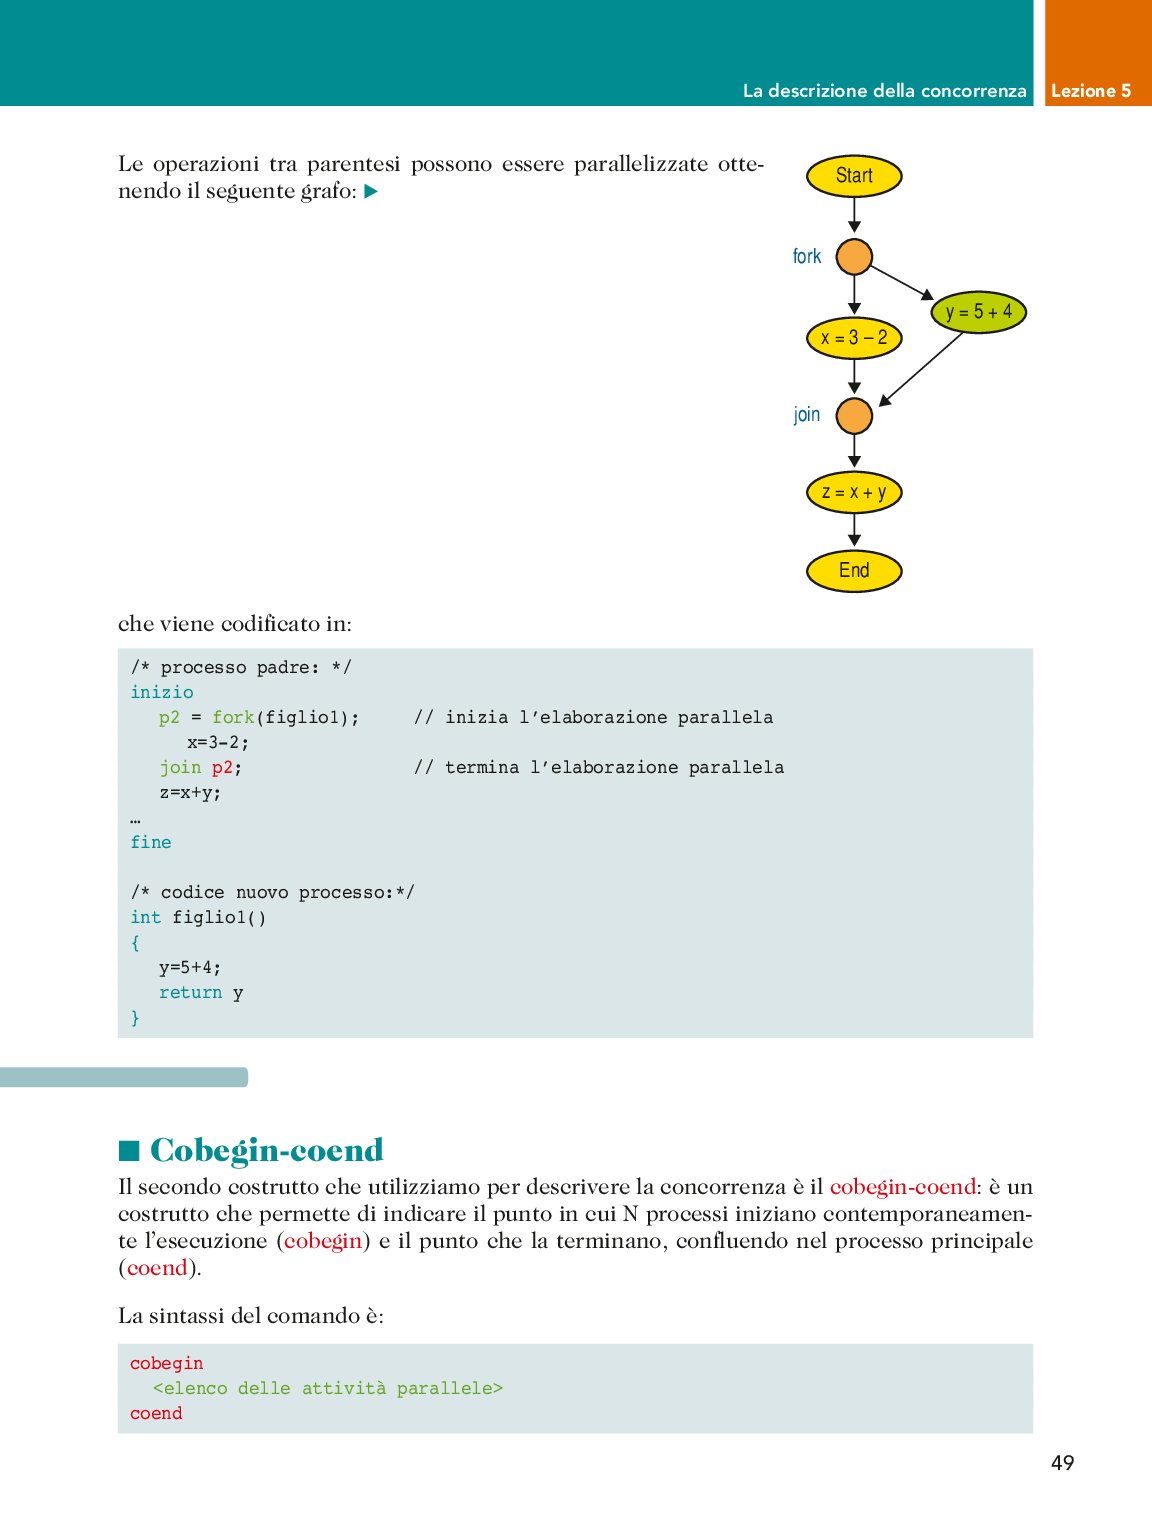 La descrizione della concorrenza Lezione 5
Le operazioni tra parentesi possono essere parallelizzate otte-
nendo il seguente grafo:
Start
fork
y = 5 + 4
x = 3 – 2
join
z = x + y
End
che viene codificato in:
/* processo padre: */
inizio
p2 = fork(figlio1); // inizia l’elaborazione parallela
x=3-2;
join p2; // termina l’elaborazione parallela
z=x+y;
…
fine
/* codice nuovo processo:*/
int figlio1()
{
y=5+4;
return y
}
Cobegin-coend
Il secondo costrutto che utilizziamo per descrivere la concorrenza è il cobegin-coend: è un
costrutto che permette di indicare il punto in cui N processi iniziano contemporaneamen-
te l’esecuzione (cobegin) e il punto che la terminano, confluendo nel processo principale
(coend).
La sintassi del comando è:
cobegin
<elenco delle attività parallele>
coend
49